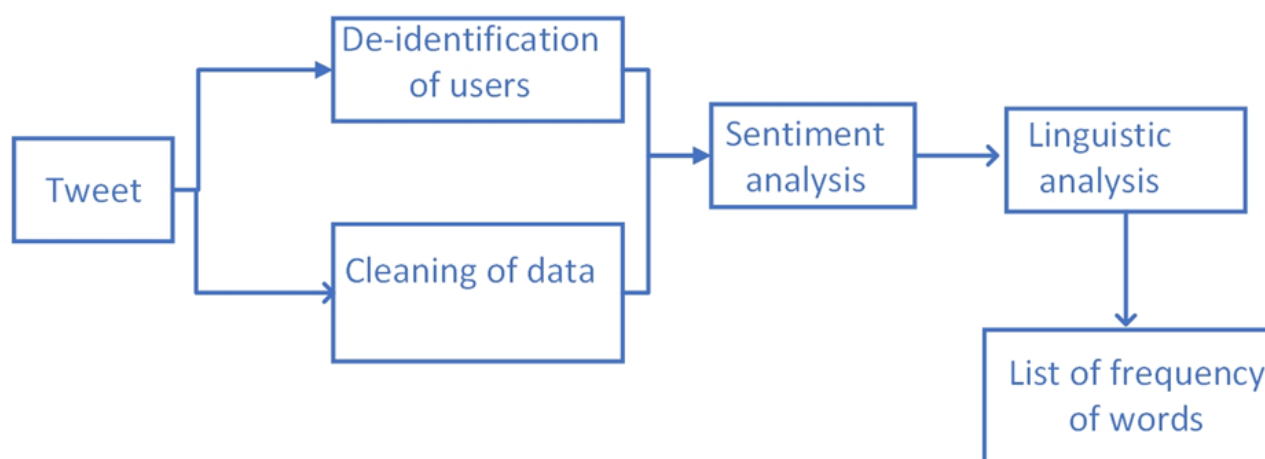 De-identification
of users
Tweet
Cleaning of data
Sentiment
analysis
Linguistic
analysis
List of frequency
of words